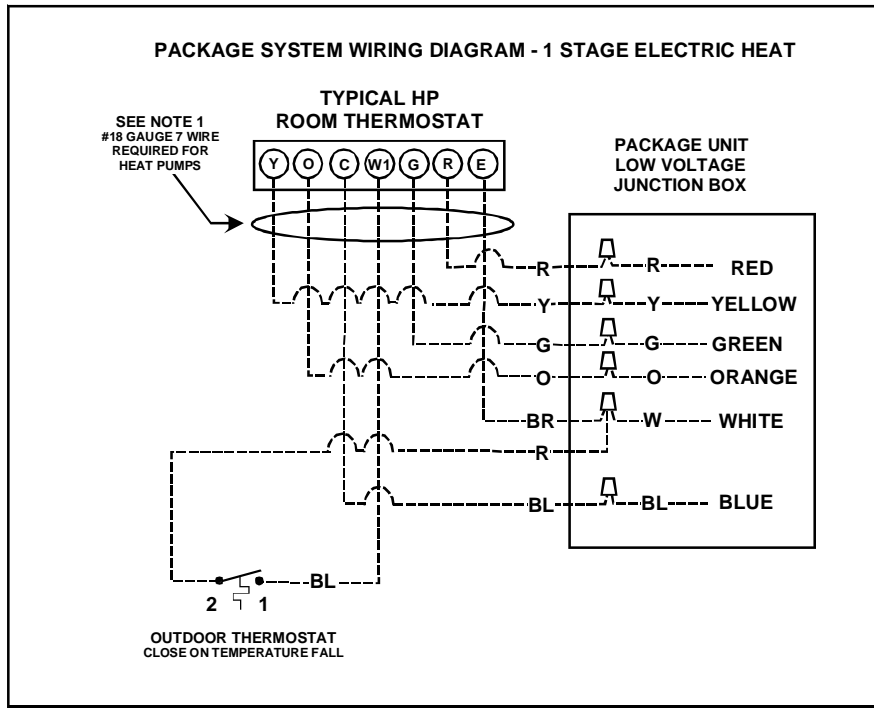 PACKAGE SYSTEM WIRING DIAGRAM - 1 STAGE ELECTRIC HEAT
TYPICAL HP
ROOM THERMOSTAT
SEE NOTE 1
#18 GAUGE 7 WIRE
REQUIRED FOR
HEAT PUMPS
PACKAGE UNIT
LOW VOLTAGE
JUNCTION BOX
Y O C W1 G R E
R R RED
Y Y YELLOW
G G GREEN
O O ORANGE
BR W WHITE
R
BL BL BLUE
BL
2 1
OUTDOOR THERMOSTAT
CLOSE ON TEMPERATURE FALL